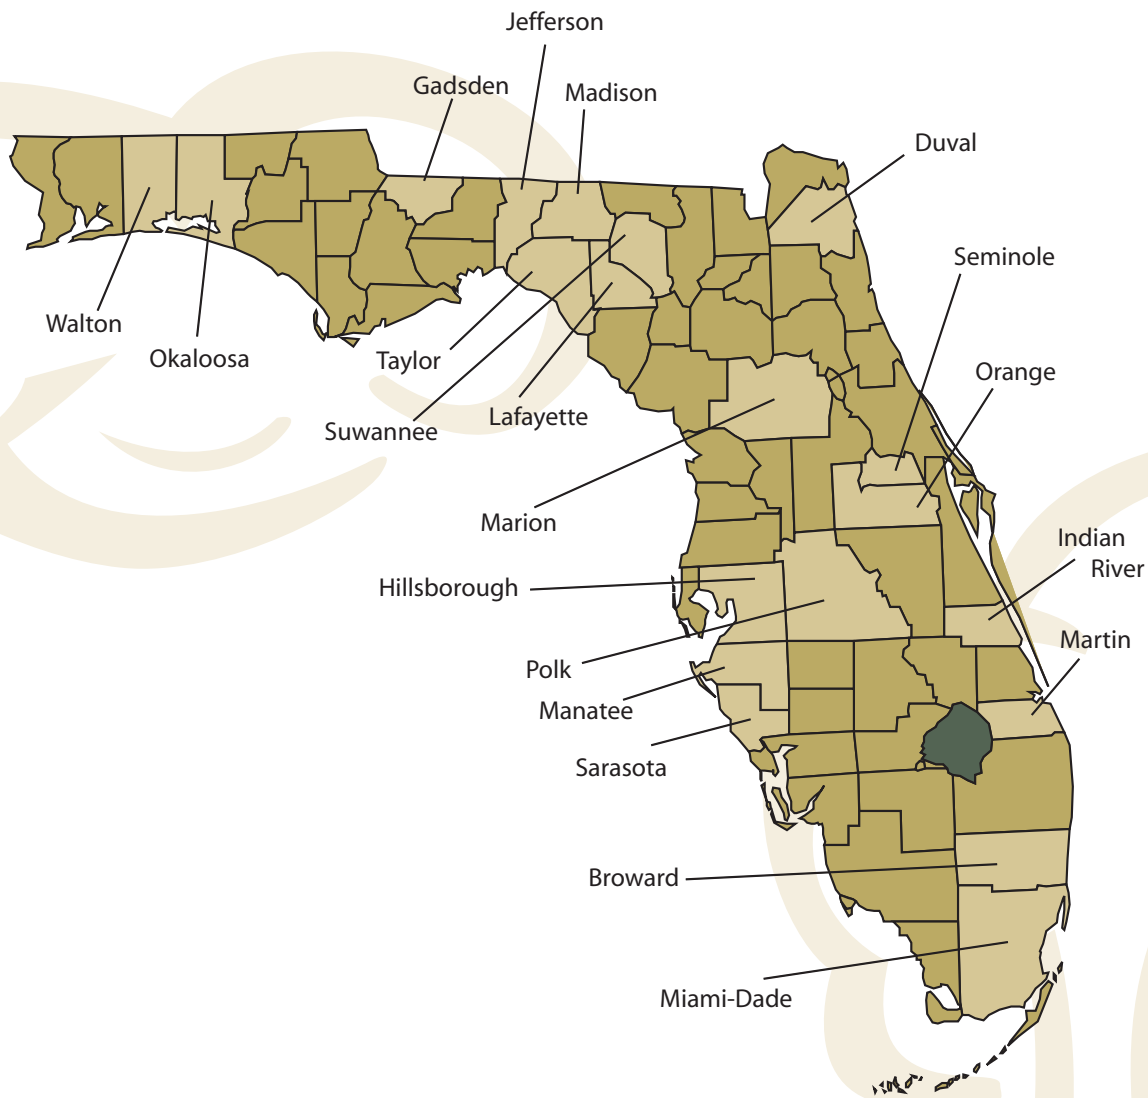 Jefferson
Gadsden
Madison
Duval
Seminole
Walton
Okaloosa
Taylor
Orange
Lafayette
Suwannee
Marion
Indian
River
Hillsborough
Martin
Polk
Manatee
Sarasota
Broward
Miami-Dade